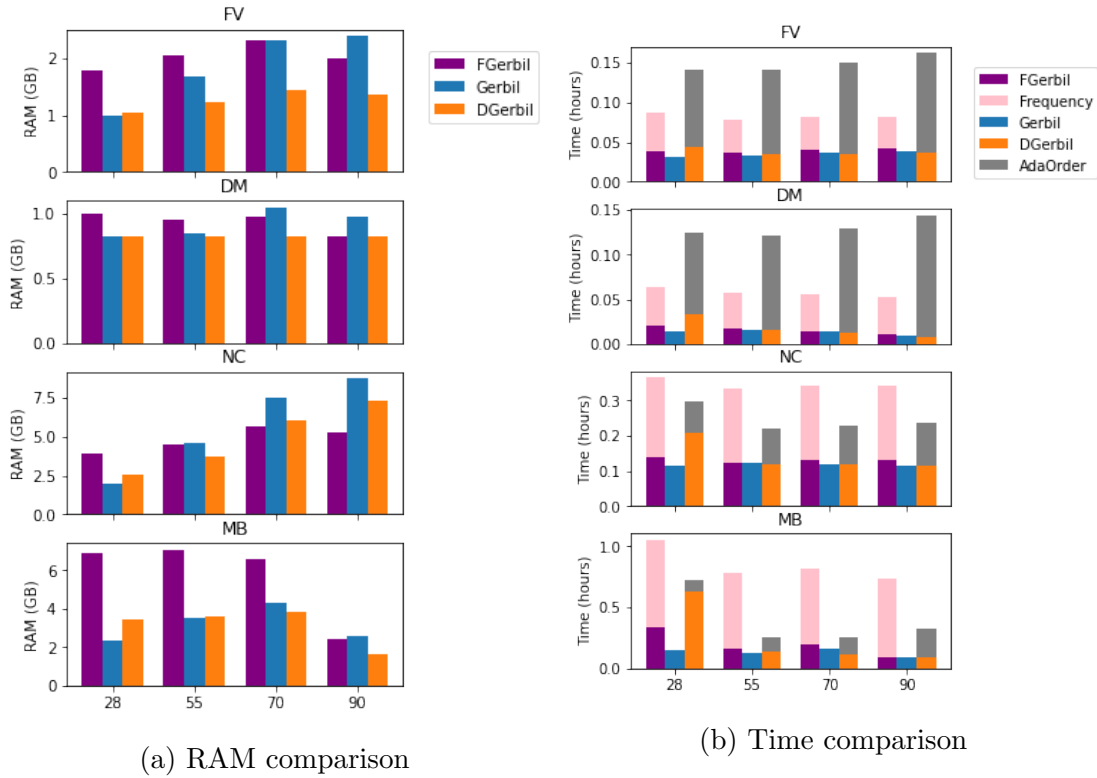 FV
RAM (GB)
2
1
0
FGerbil
Gerbil
DGerbil
DM
RAM (GB)
1.0
0.5
0.0
NC
RAM (GB)
7.5
5.0
2.5
0.0
MB
RAM (GB)
6
4
2
0
28 55 70 90
(a) RAM comparison
FV
Time (hours)
0.15
0.10
0.05
0.00
FGerbil
Frequency
Gerbil
DGerbil
AdaOrder
DM
Time (hours)
0.15
0.10
0.05
0.00
NC
Time (hours)
0.3
0.2
0.1
0.0
MB
Time (hours)
1.0
0.5
0.0
28 55 70 90
(b) Time comparison